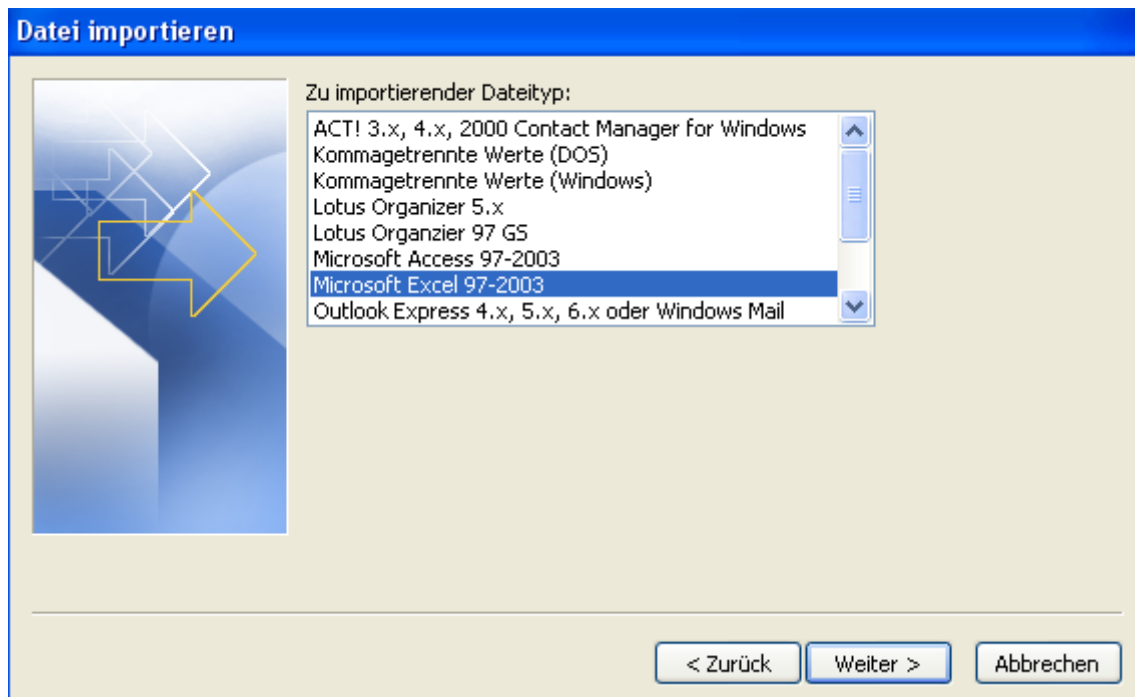 Datei importieren
Zu importierender Dateityp:
ACT! 3.x, 4.x, 2000 Contact Manager for Windows
Kommagetrennte Werte (DOS)
Kommagetrennte Werte (Windows)
Lotus Organizer 5.x
Lotus Organzier 97 GS
Microsoft Access 97-2003
Microsoft Excel 97-2003
Outlook Express 4.x, 5.x, 6.x oder Windows Mail
< Zurück Weiter > Abbrechen